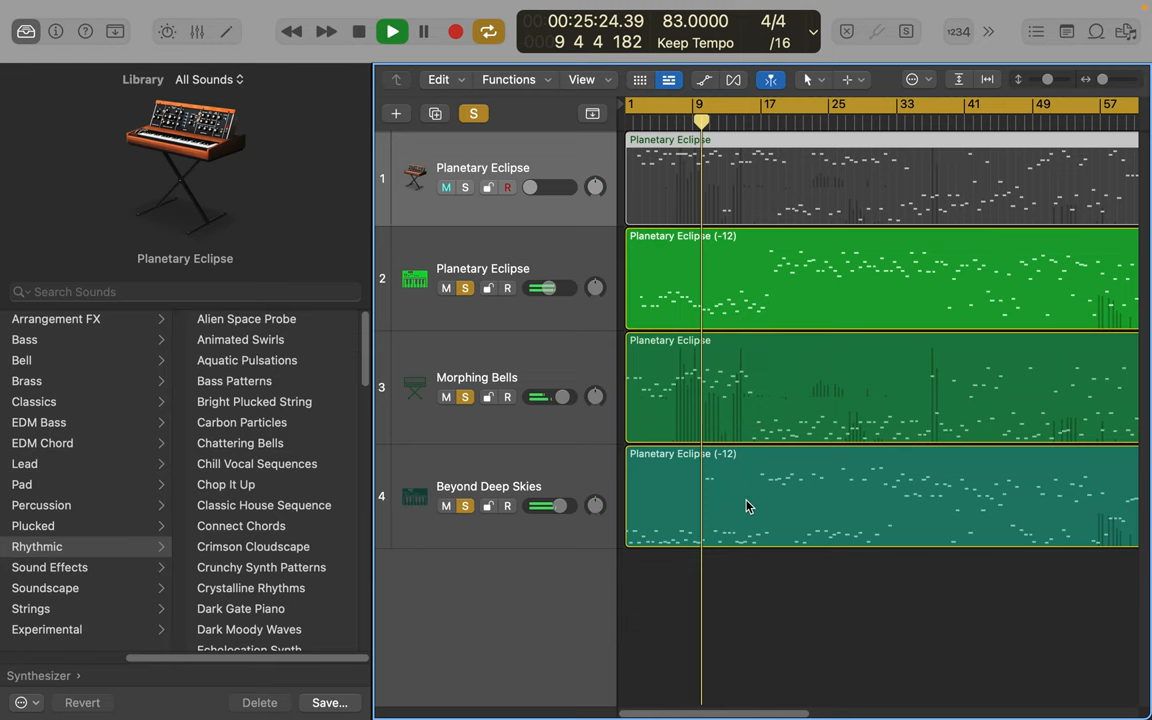 00:25:24.39 83.0000 4/4
9 4 4 182 Keep Tempo /16
1234
Library All Sounds
Edit Functions View
S
1 9 17 25 33 41 49 57
Planetary Eclipse
1 Planetary Eclipse
M S R
Planetary Eclipse
Planetary Eclipse (-12)
2 Planetary Eclipse
M S R
Search Sounds
Arrangement FX Alien Space Probe
Bass Animated Swirls
Bell Aquatic Pulsations
Brass Bass Patterns
Classics Bright Plucked String
EDM Bass Carbon Particles
EDM Chord Chattering Bells
Lead Chill Vocal Sequences
Pad Chop It Up
Percussion Classic House Sequence
Plucked Connect Chords
Rhythmic Crimson Cloudscape
Sound Effects Crunchy Synth Patterns
Soundscape Crystalline Rhythms
Strings Dark Gate Piano
Experimental Dark Moody Waves
Echolocation Synth
Planetary Eclipse
3 Morphing Bells
M S R
Planetary Eclipse (-12)
4 Beyond Deep Skies
M S R
Synthesizer
Revert Delete Save...